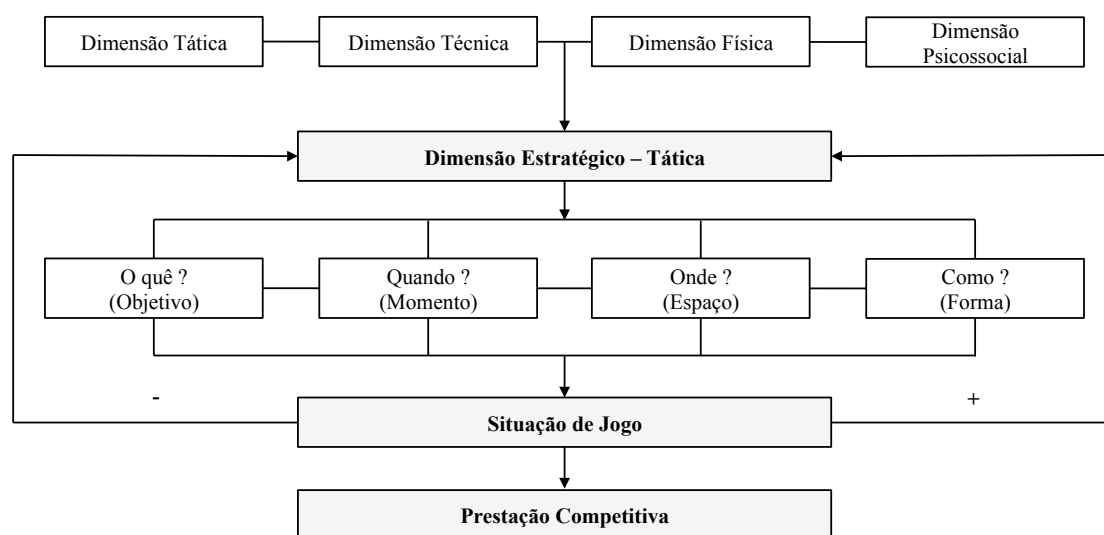 Dimensão Tática
Dimensão Técnica
Dimensão Física
Dimensão
Psicossocial
Dimensão Estratégico – Tática
O quê ?
(Objetivo)
Quando ?
(Momento)
Onde ?
(Espaço)
Como ?
(Forma)
-
+
Situação de Jogo
Prestação Competitiva